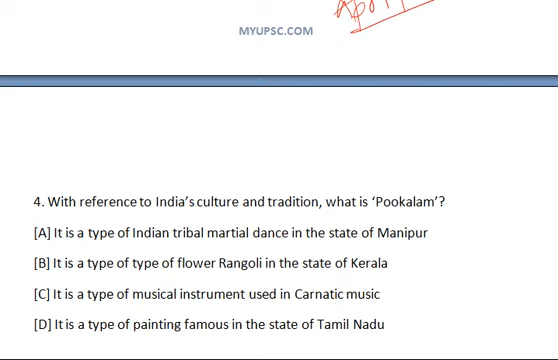 MYUPSC.COM
4. With reference to India's culture and tradition, what is 'Pookalam'?
[A] It is a type of Indian tribal martial dance in the state of Manipur
[B] It is a type of type of flower Rangoli in the state of Kerala
[C] It is a type of musical instrument used in Carnatic music
[D] It is a type of painting famous in the state of Tamil Nadu